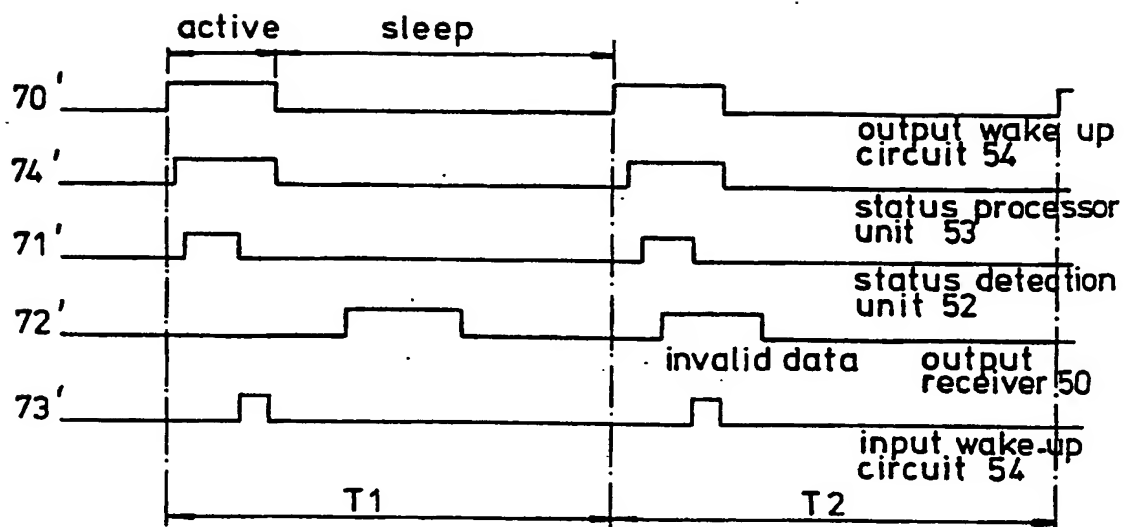 active sleep
70'
output wake up
circuit 54
74'
status processor
unit 53
71'
status detection
unit 52
72'
invalid data output
receiver 50
73'
input wake-up
circuit 54
T1 T2